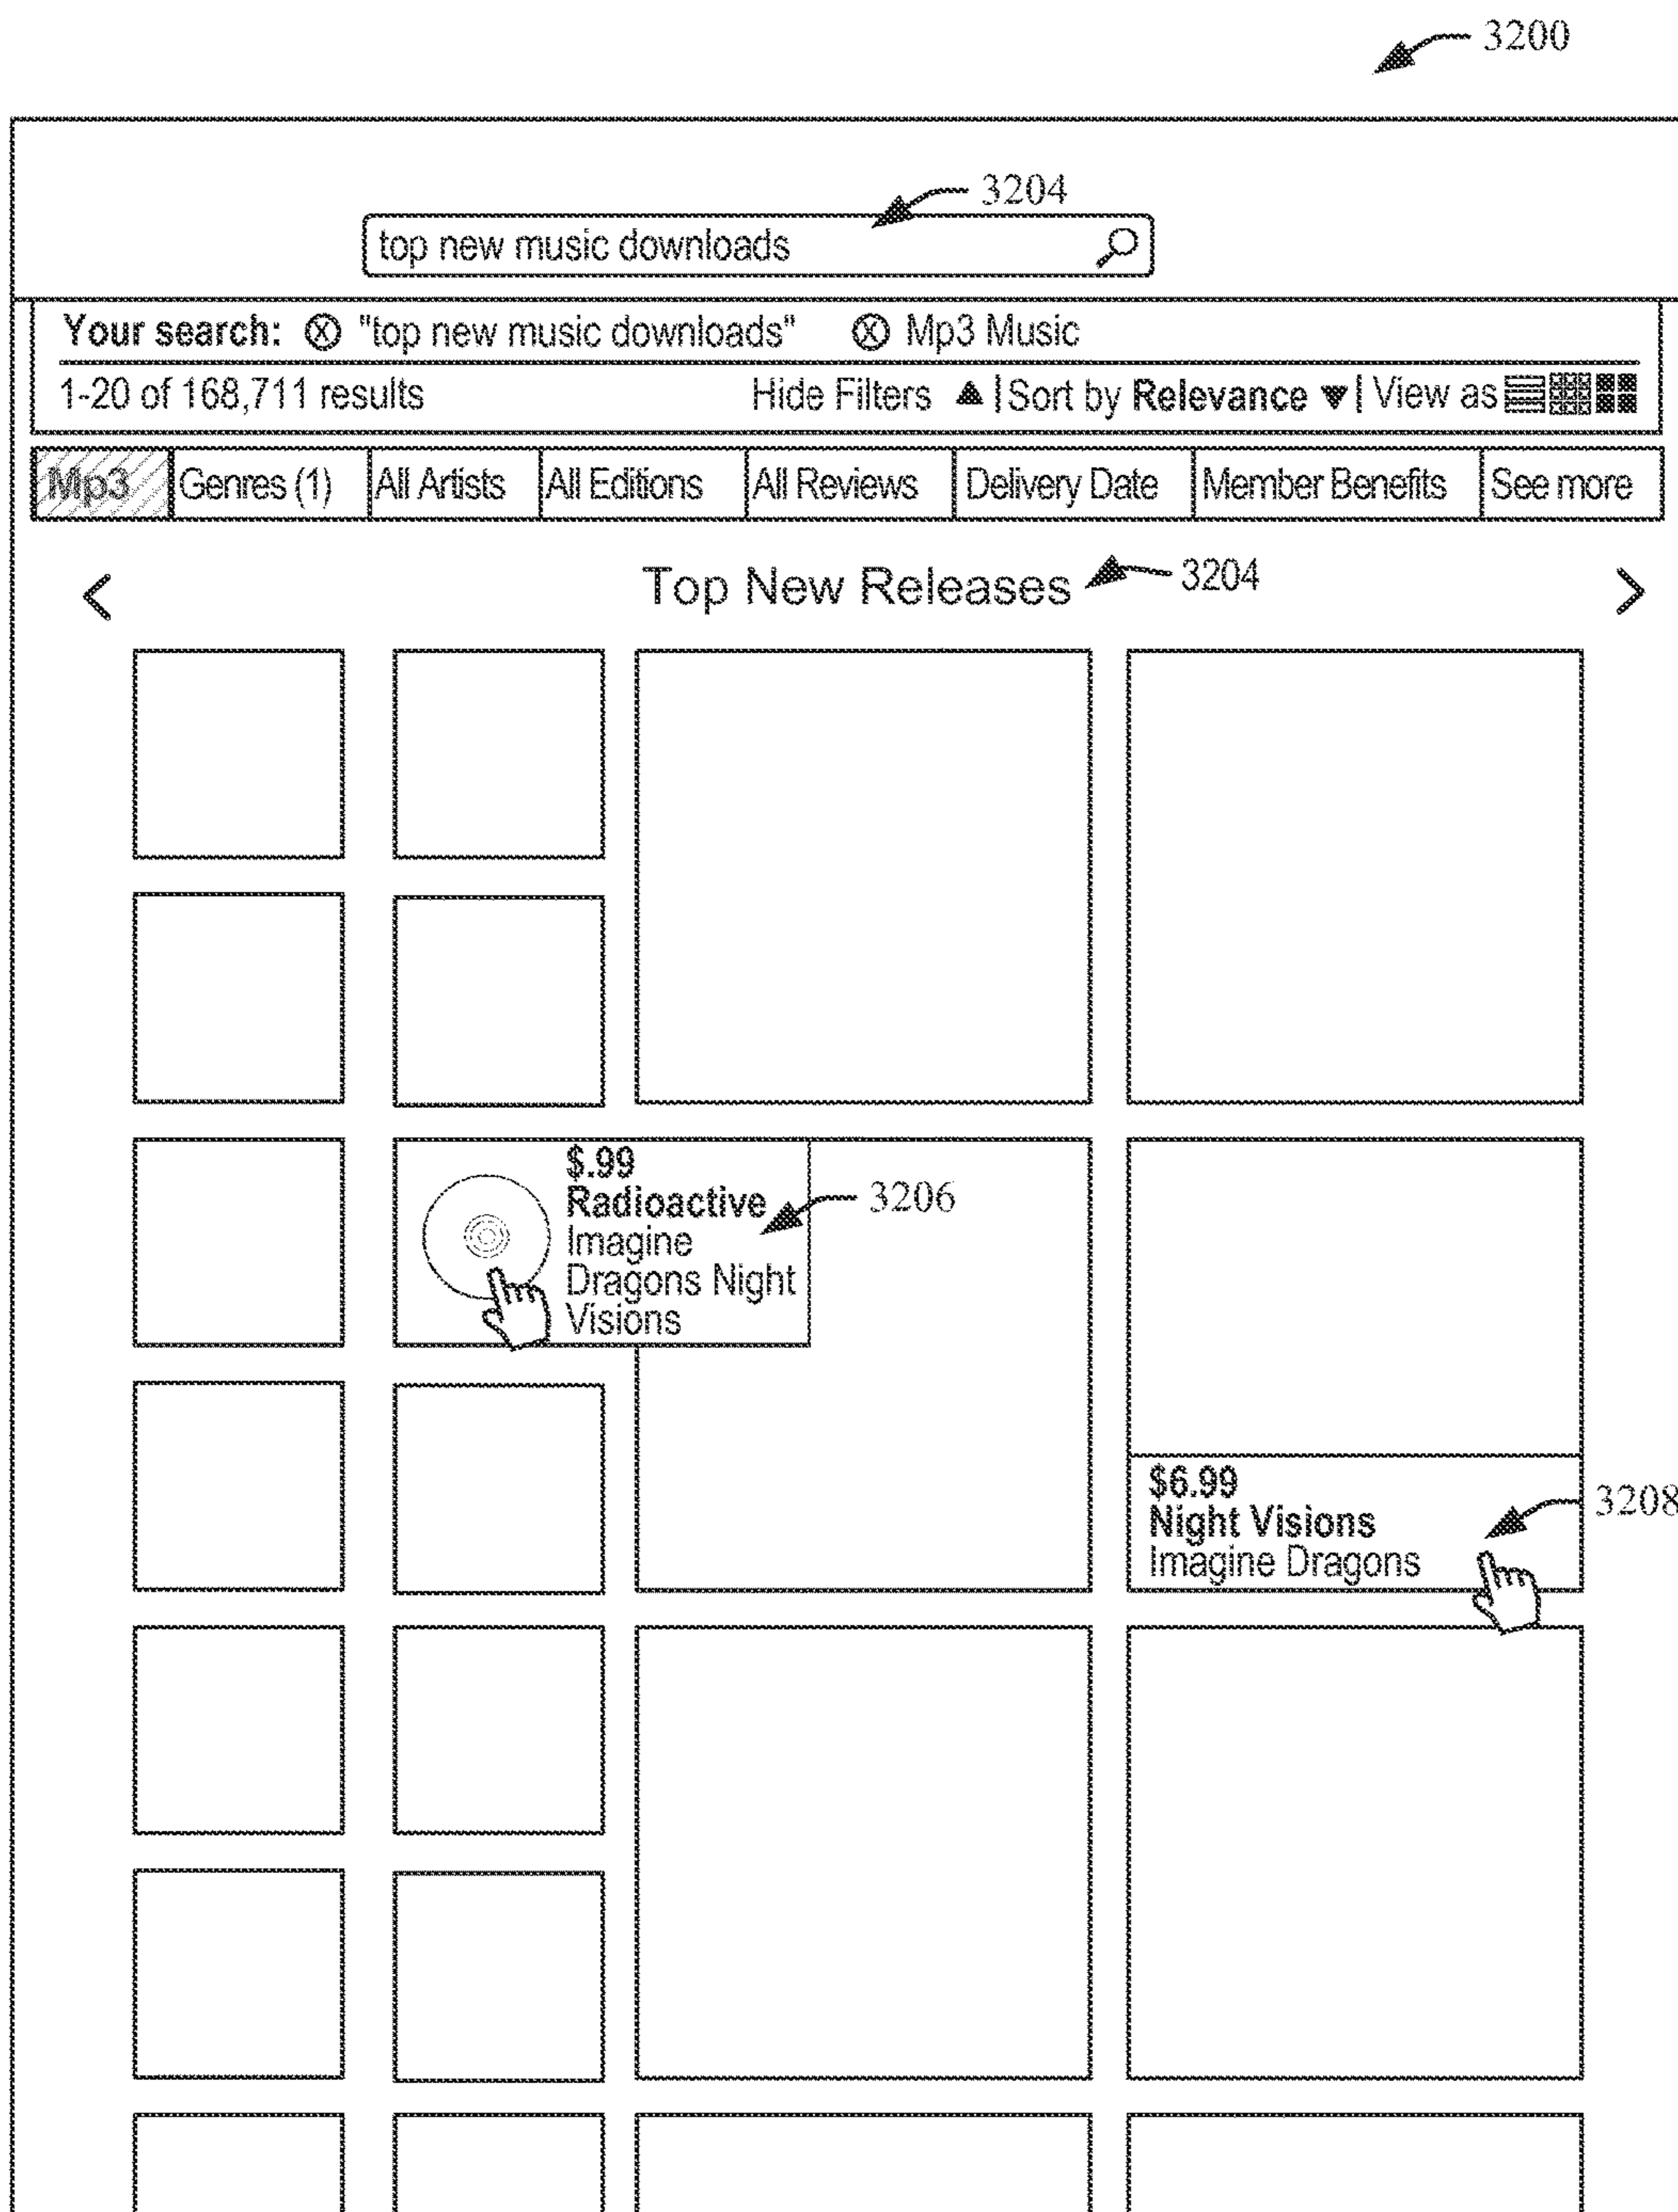 3200
3204
top new music downloads
Your search: Ⓧ "top new music downloads" Ⓧ Mp3 Music
1-20 of 168,711 results Hide Filters ▲ | Sort by Relevance ▼ | View as
Mp3 Genres (1) All Artists All Editions All Reviews Delivery Date Member Benefits See more
< Top New Releases 3204 >
$.99
Radioactive 3206
Imagine
Dragons Night
Visions
$6.99
Night Visions 3208
Imagine Dragons